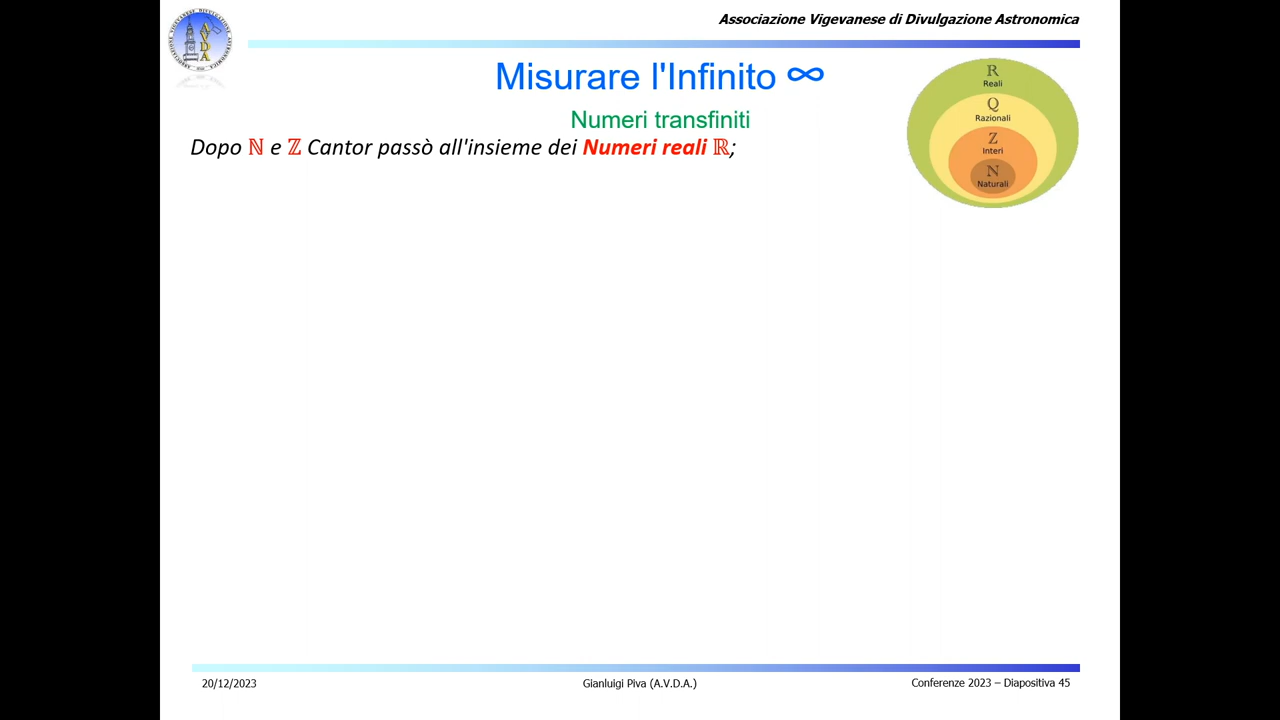 Associazione Vigevanese di Divulgazione Astronomica
AVDA
Misurare l'Infinito ∞
Numeri transfiniti
Dopo ℕ e ℤ Cantor passò all'insieme dei Numeri reali ℝ;
R
Reali
Q
Razionali
Z
Interi
N
Naturali
20/12/2023
Gianluigi Piva (A.V.D.A.)
Conferenze 2023 – Diapositiva 45